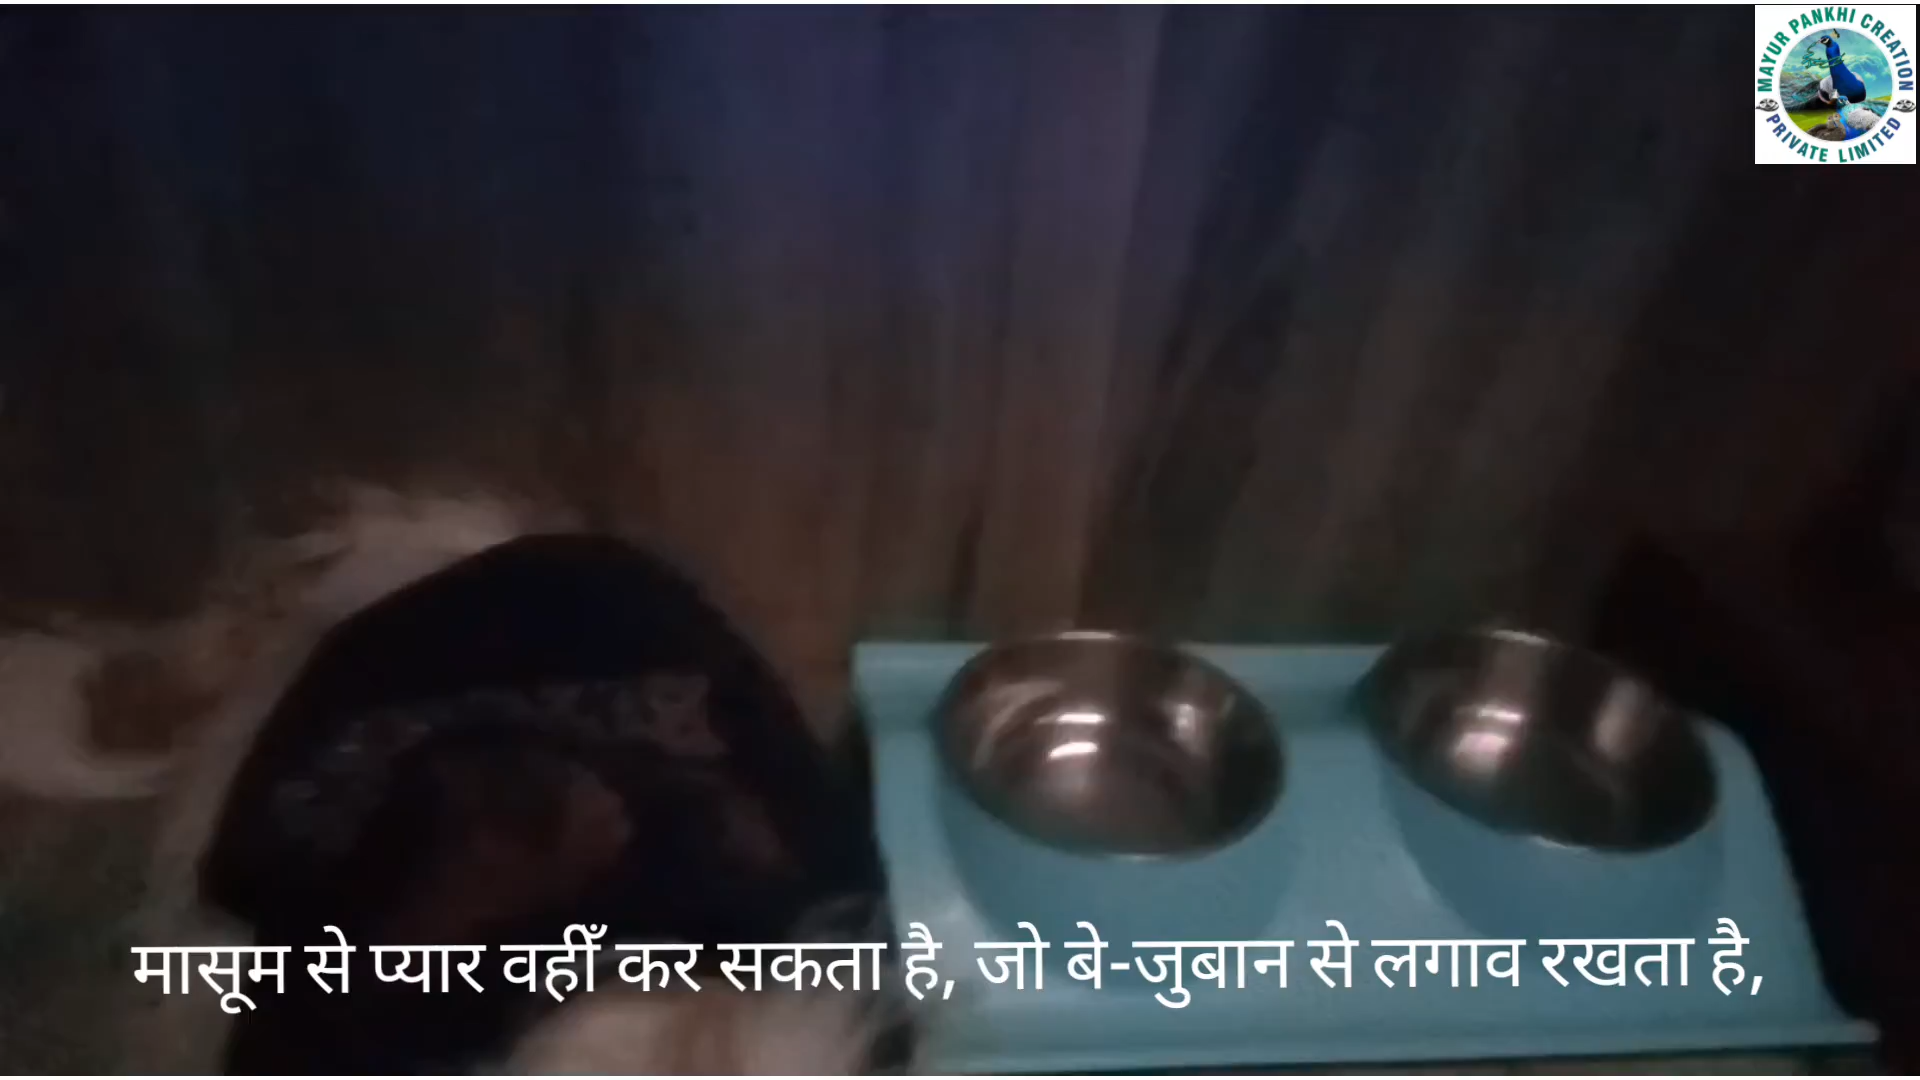 MAYUR PANKHI CREATION
PRIVATE LIMITED
मासूम से प्यार वहीँ कर सकता है, जो बे-जुबान से लगाव रखता है,